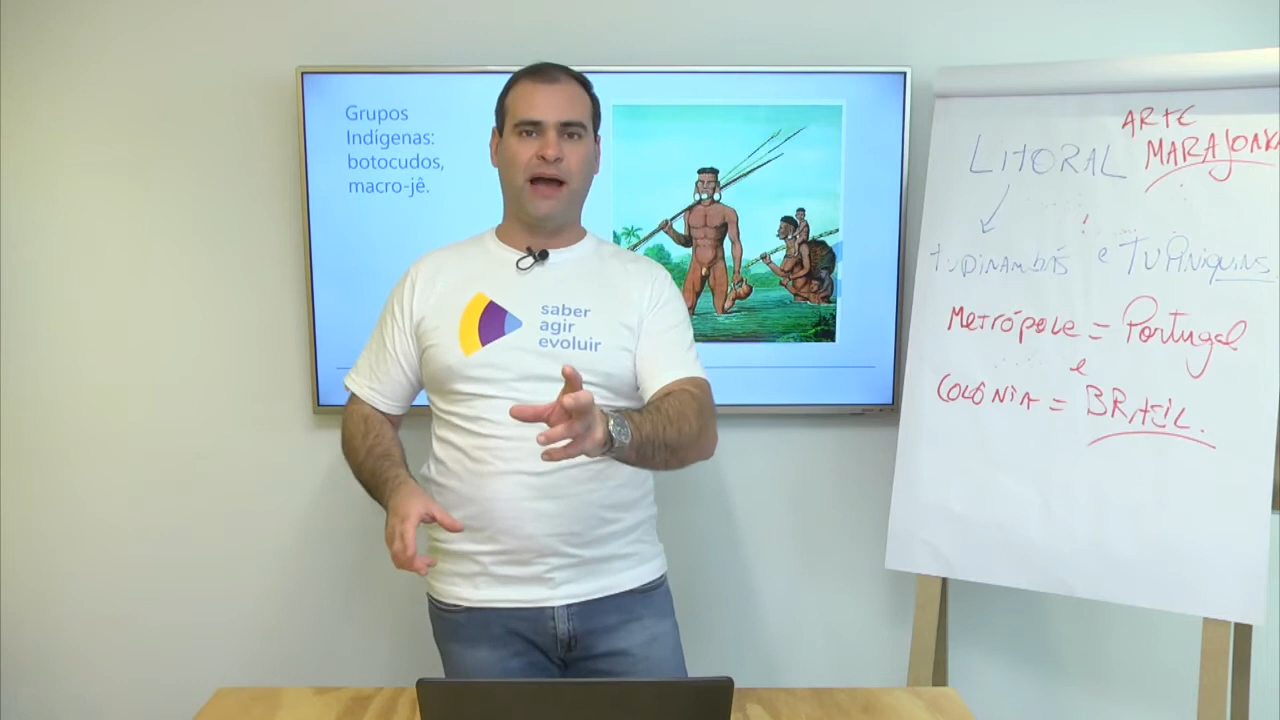 Grupos
Indígenas:
botocudos,
macro-jê.
saber
agir
evoluir
ARTE
MARAJOARA
LITORAL
tupinambás e TUPINIQUINS
Metrópole = Portugal
e
COLÔNIA = BRASIL.